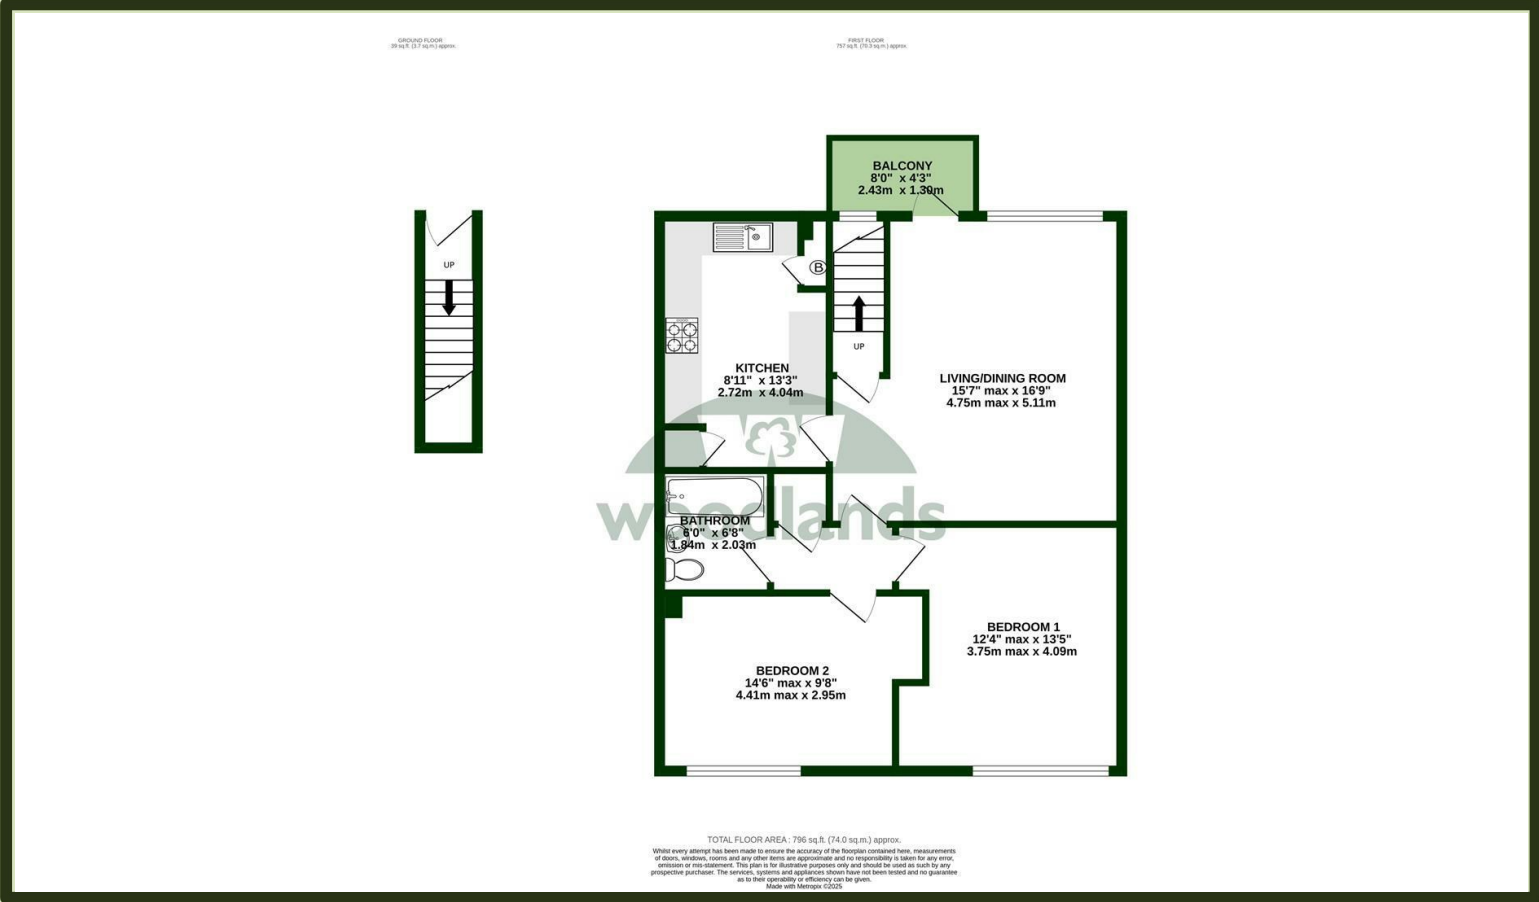 GROUND FLOOR
39 sq.ft. (3.7 sq.m.) approx.
FIRST FLOOR
757 sq.ft. (70.3 sq.m.) approx.
BALCONY
8'0" x 4'3"
2.43m x 1.30m
UP
B
UP
KITCHEN
8'11" x 13'3"
2.72m x 4.04m
LIVING/DINING ROOM
15'7" max x 16'9"
4.75m max x 5.11m
woodlands
BATHROOM
6'0" x 6'8"
1.84m x 2.03m
BEDROOM 1
12'4" max x 13'5"
3.75m max x 4.09m
BEDROOM 2
14'6" max x 9'8"
4.41m max x 2.95m
TOTAL FLOOR AREA : 796 sq.ft. (74.0 sq.m.) approx.
Whilst every attempt has been made to ensure the accuracy of the floorplan contained here, measurements
of doors, windows, rooms and any other items are approximate and no responsibility is taken for any error,
omission or mis-statement. This plan is for illustrative purposes only and should be used as such by any
prospective purchaser. The services, systems and appliances shown have not been tested and no guarantee
as to their operability or efficiency can be given.
Made with Metropix ©2025